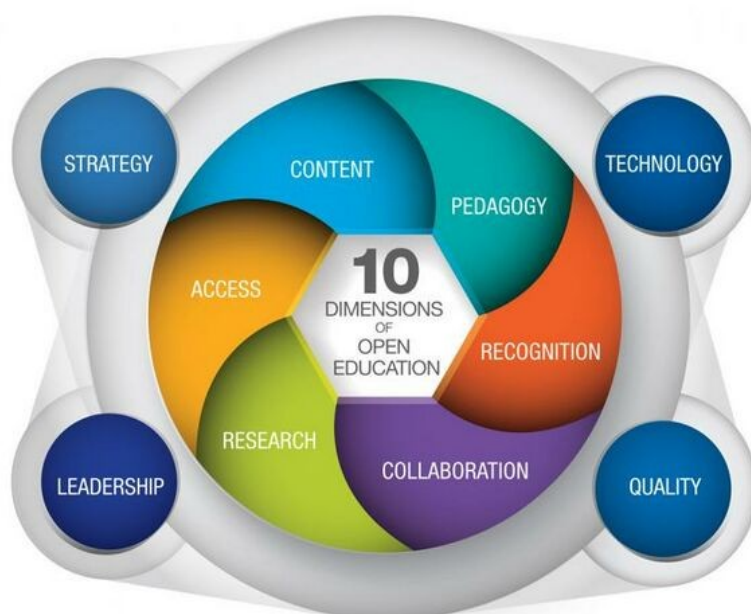 STRATEGY
TECHNOLOGY
CONTENT
PEDAGOGY
ACCESS
10
DIMENSIONS
OF
OPEN
EDUCATION
RECOGNITION
RESEARCH
COLLABORATION
LEADERSHIP
QUALITY